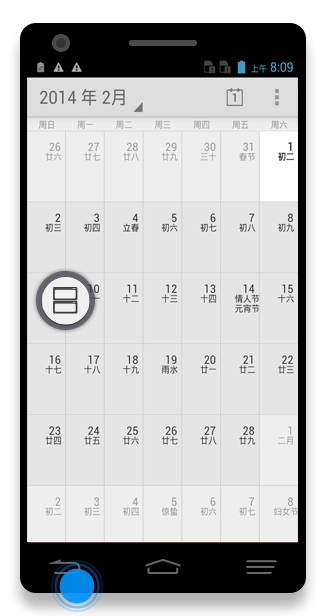 上午 8:09
2014 年 2月
1
周日 周一 周二 周三 周四 周五 周六
26 27 28 29 30 31 1
廿六 廿七 廿八 廿九 三十 春节 初二
2 3 4 5 6 7 8
初三 初四 立春 初六 初七 初八 初九
10 11 12 13 14 15
十二 十三 十四 情人节 十六
元宵节
16 17 18 19 20 21 22
十七 十八 十九 雨水 廿一 廿二 廿三
23 24 25 26 27 28 1
廿四 廿五 廿六 廿七 廿八 廿九 二月
2 3 4 5 6 7 8
初二 初三 初四 惊蛰 初六 初七 妇女节